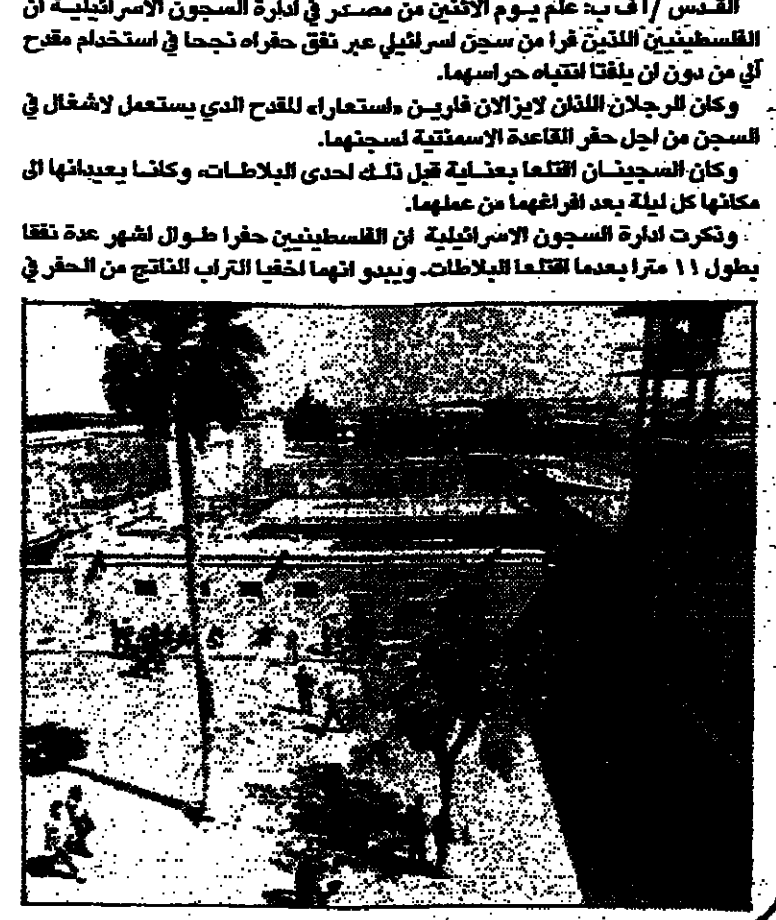 القدس / ا ف ب: علم يوم الاثنين من مصدر في ادارة السجون الاسرائيلية ان
الفلسطينيين اللذين فرا من سجن اسرائيلي عبر نفق حفراه نجحا في استخدام مقدح
آلي من دون ان يلفتا انتباه حراسهما.
وكان الرجلان اللذان لايزالان فارين «استعارا» المقدح الذي يستعمل لاشغال في
السجن من اجل حفر القاعدة الاسمنتية لسجنهما.
وكان السجينان اقتلعا بعناية قبل ذلك احدى البلاطات، وكانا يعيدانها الى
مكانها كل ليلة بعد افراغهما من عملهما.
وذكرت ادارة السجون الاسرائيلية ان الفلسطينيين حفرا طوال اشهر عدة نفقا
بطول ١١ مترا بعدما اقتلعا البلاطات. ويبدو انهما اخفيا التراب الناتج من الحفر في